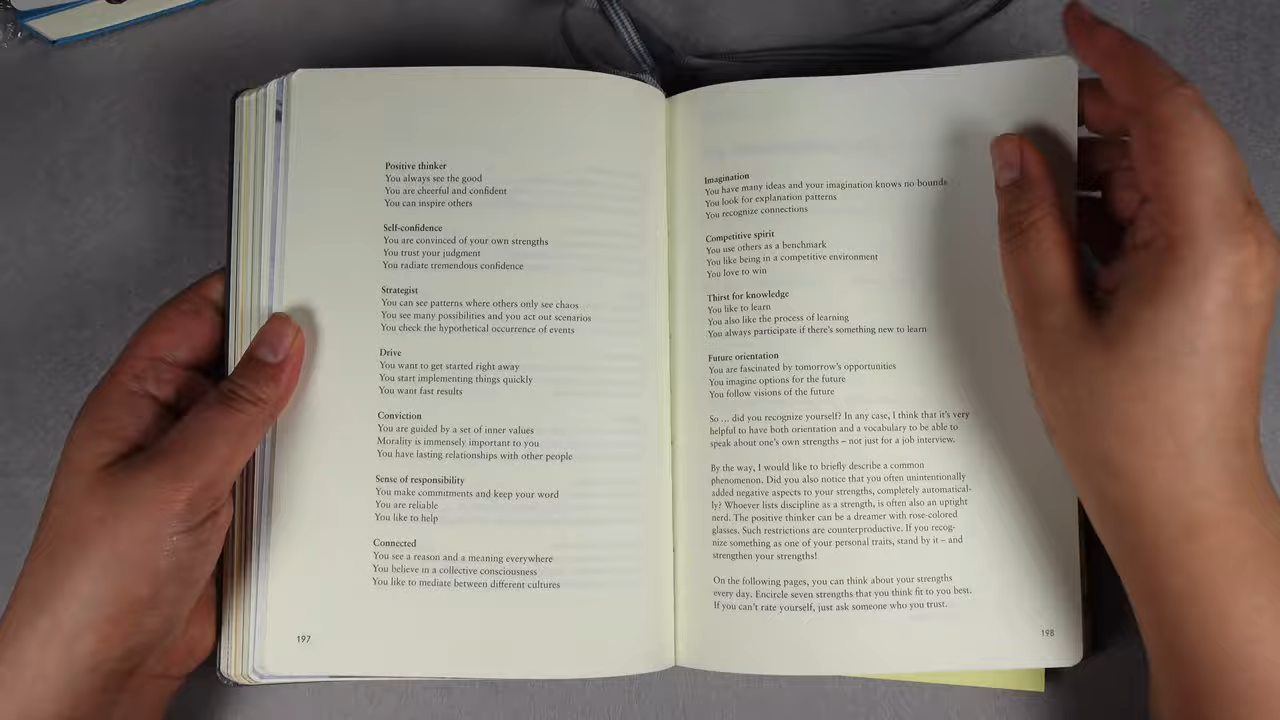 Positive thinker
You always see the good
You are cheerful and confident
You can inspire others
Self-confidence
You are convinced of your own strengths
You trust your judgment
You radiate tremendous confidence
Strategist
You can see patterns where others only see chaos
You see many possibilities and you act out scenarios
You check the hypothetical occurrence of events
Drive
You want to get started right away
You start implementing things quickly
You want fast results
Conviction
You are guided by a set of inner values
Morality is immensely important to you
You have lasting relationships with other people
Sense of responsibility
You make commitments and keep your word
You are reliable
You like to help
Connected
You see a reason and a meaning everywhere
You believe in a collective consciousness
You like to mediate between different cultures
197
Imagination
You have many ideas and your imagination knows no bounds
You look for explanation patterns
You recognize connections
Competitive spirit
You use others as a benchmark
You like being in a competitive environment
You love to win
Thirst for knowledge
You like to learn
You also like the process of learning
You always participate if there's something new to learn
Future orientation
You are fascinated by tomorrow's opportunities
You imagine options for the future
You follow visions of the future
So ... did you recognize yourself? In any case, I think that it's very
helpful to have both orientation and a vocabulary to be able to
speak about one's own strengths – not just for a job interview.
By the way, I would like to briefly describe a common
phenomenon. Did you also notice that you often unintentionally
added negative aspects to your strengths, completely automatical-
ly? Whoever lists discipline as a strength, is often also an uptight
nerd. The positive thinker can be a dreamer with rose-colored
glasses. Such restrictions are counterproductive. If you recog-
nize something as one of your personal traits, stand by it – and
strengthen your strengths!
On the following pages, you can think about your strengths
every day. Encircle seven strengths that you think fit to you best.
If you can't rate yourself, just ask someone who you trust.
198